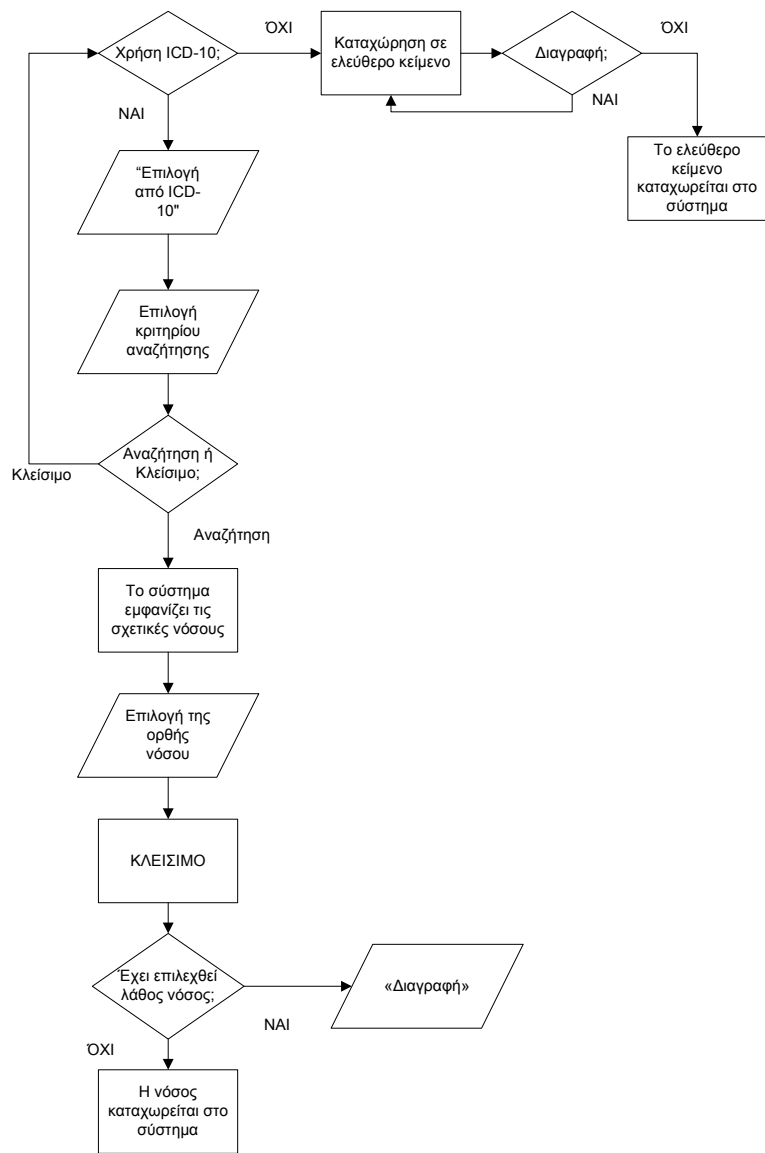 Χρήση ICD-10;
ΌΧΙ
Καταχώρηση σε
ελεύθερο κείμενο
Διαγραφή;
ΌΧΙ
ΝΑΙ
ΝΑΙ
Το ελεύθερο
κείμενο
καταχωρείται στο
σύστημα
“Επιλογή
από ICD-
10"
Επιλογή
κριτηρίου
αναζήτησης
Αναζήτηση ή
Κλείσιμο;
Κλείσιμο
Αναζήτηση
Το σύστημα
εμφανίζει τις
σχετικές νόσους
Επιλογή της
ορθής
νόσου
ΚΛΕΙΣΙΜΟ
Έχει επιλεχθεί
λάθος νόσος;
«Διαγραφή»
ΝΑΙ
ΌΧΙ
Η νόσος
καταχωρείται στο
σύστημα